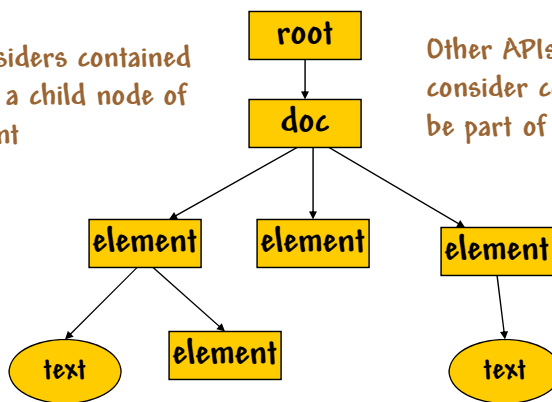 root
siders contained
a child node of
nt
Other APIs
consider c
be part of
doc
element
element
element
text
element
text